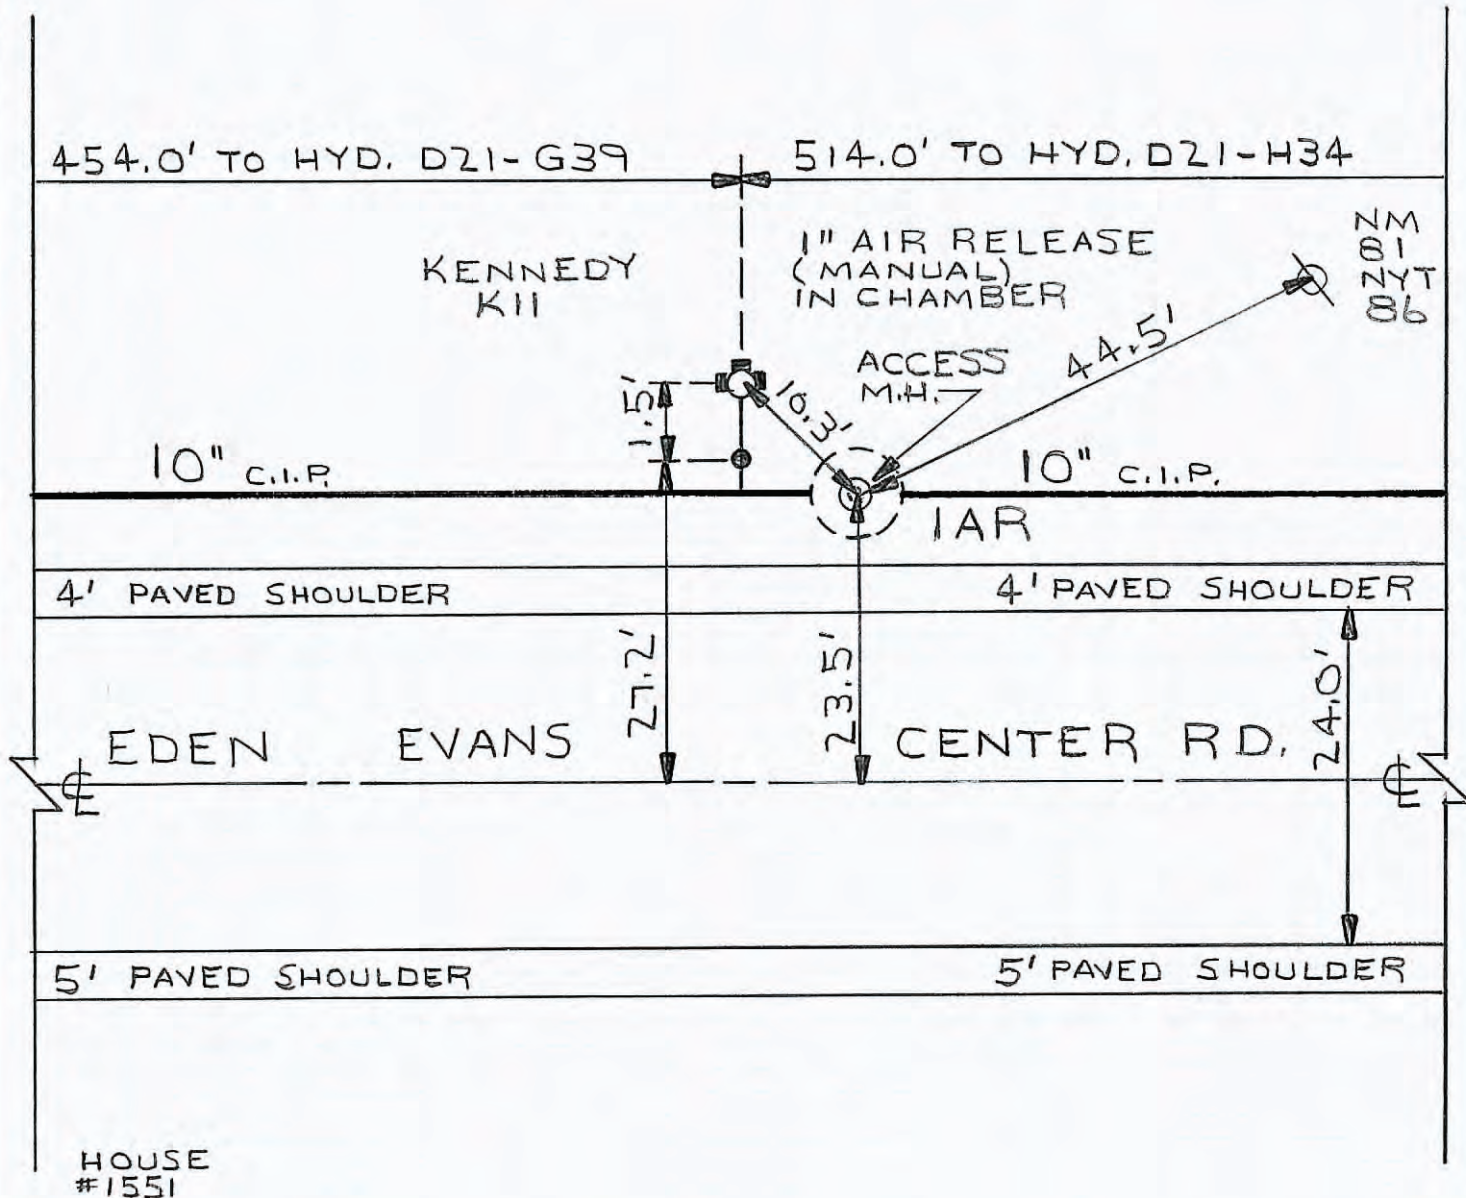 454.0' TO HYD. D21-G39
514.0' TO HYD. D21-H34
KENNEDY
K11
1" AIR RELEASE
(MANUAL)
IN CHAMBER
NM
81
NYT
86
ACCESS
M.H.
44.5'
10.3'
1.5'
10" C.I.P.
10" C.I.P.
1AR
4' PAVED SHOULDER
4' PAVED SHOULDER
27.2'
23.5'
24.0'
EDEN EVANS CENTER RD.
℄
℄
5' PAVED SHOULDER
5' PAVED SHOULDER
HOUSE
#1551